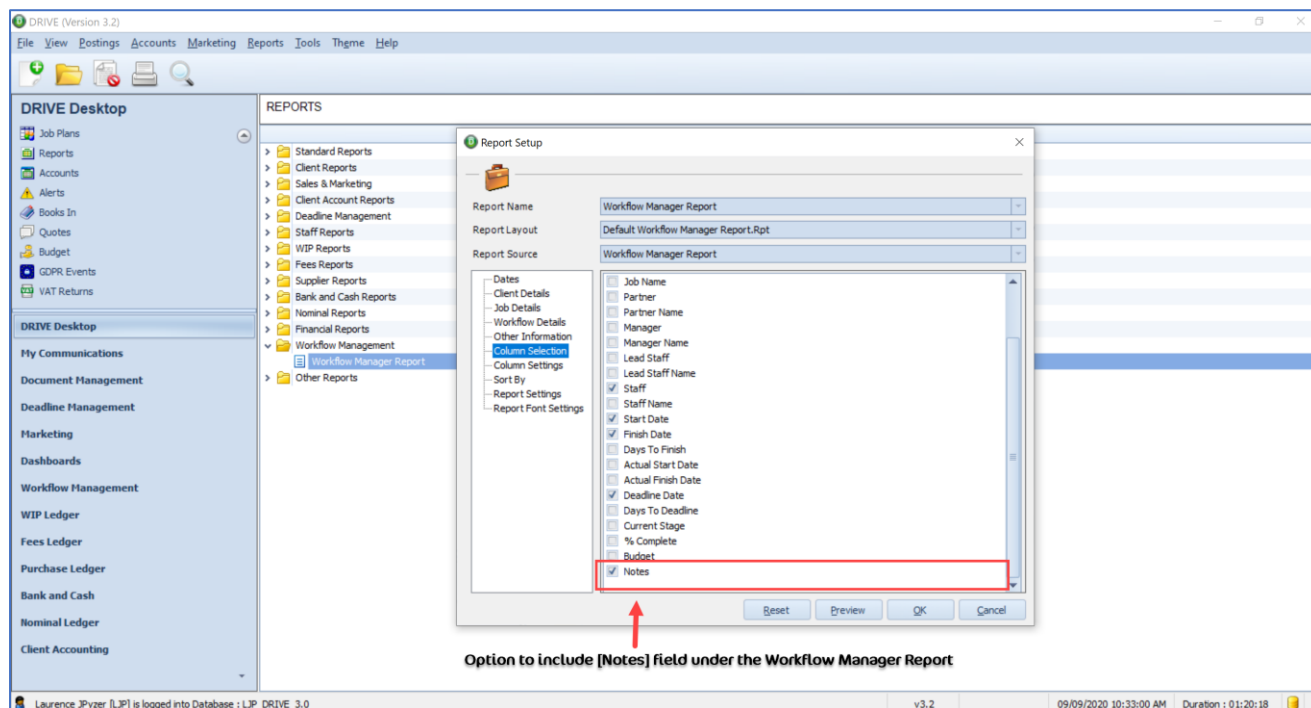 DRIVE (Version 3.2)
File View Postings Accounts Marketing Reports Tools Theme Help
DRIVE Desktop
Job Plans
Reports
Accounts
Alerts
Books In
Quotes
Budget
GDPR Events
VAT Returns
DRIVE Desktop
My Communications
Document Management
Deadline Management
Marketing
Dashboards
Workflow Management
WIP Ledger
Fees Ledger
Purchase Ledger
Bank and Cash
Nominal Ledger
Client Accounting
REPORTS
Standard Reports
Client Reports
Sales & Marketing
Client Account Reports
Deadline Management
Staff Reports
WIP Reports
Fees Reports
Supplier Reports
Bank and Cash Reports
Nominal Reports
Financial Reports
Workflow Management
Workflow Manager Report
Other Reports
Report Setup
Report Name Workflow Manager Report
Report Layout Default Workflow Manager Report.Rpt
Report Source Workflow Manager Report
Dates
Client Details
Job Details
Workflow Details
Other Information
Column Selection
Column Settings
Sort By
Report Settings
Report Font Settings
Job Name
Partner
Partner Name
Manager
Manager Name
Lead Staff
Lead Staff Name
Staff
Staff Name
Start Date
Finish Date
Days To Finish
Actual Start Date
Actual Finish Date
Deadline Date
Days To Deadline
Current Stage
% Complete
Budget
Notes
Reset Preview OK Cancel
Option to include [Notes] field under the Workflow Manager Report
Laurence JPyzer [LJP] is logged into Database : LJP_DRIVE_3.0 v3.2 09/09/2020 10:33:00 AM Duration : 01:20:18